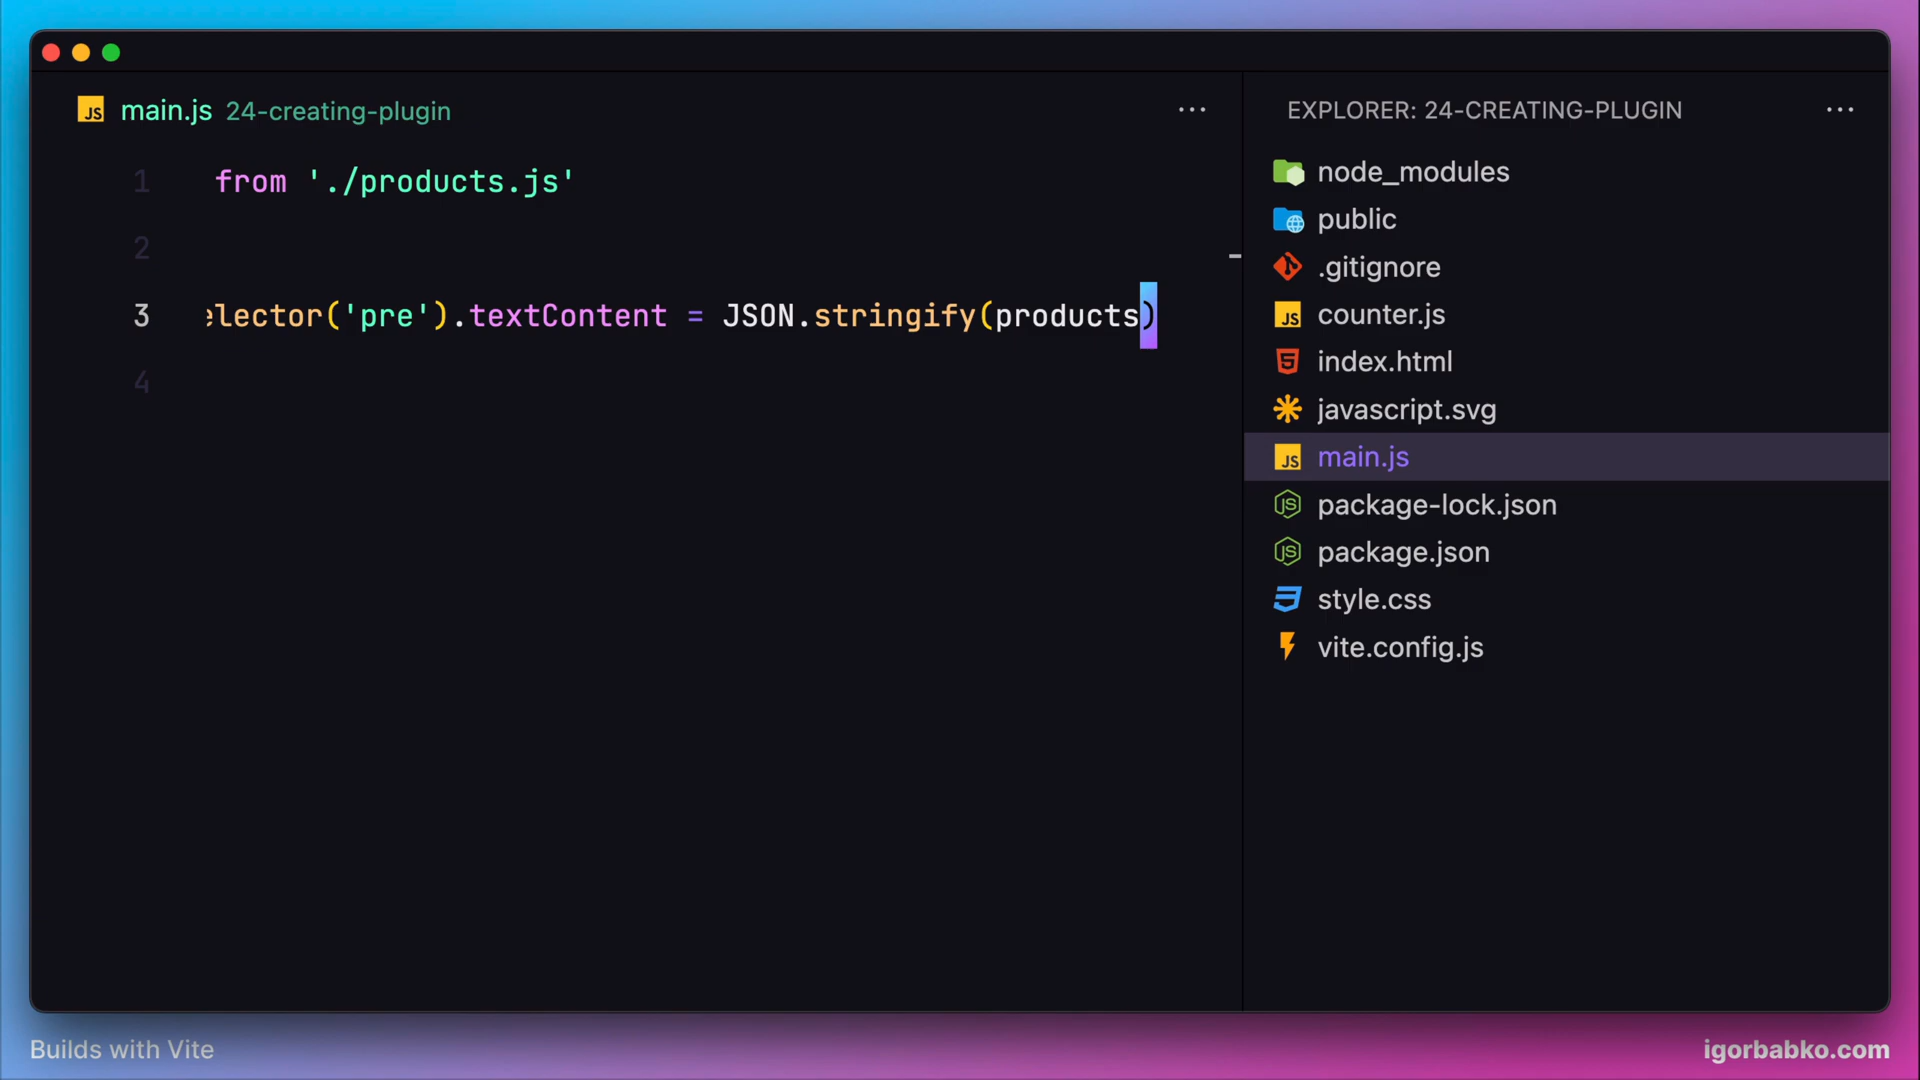 main.js 24-creating-plugin ...
1 from './products.js'
2
3 elector('pre').textContent = JSON.stringify(products)
4
EXPLORER: 24-CREATING-PLUGIN ...
node_modules
public
.gitignore
counter.js
index.html
javascript.svg
main.js
package-lock.json
package.json
style.css
vite.config.js
Builds with Vite
igorbabko.com